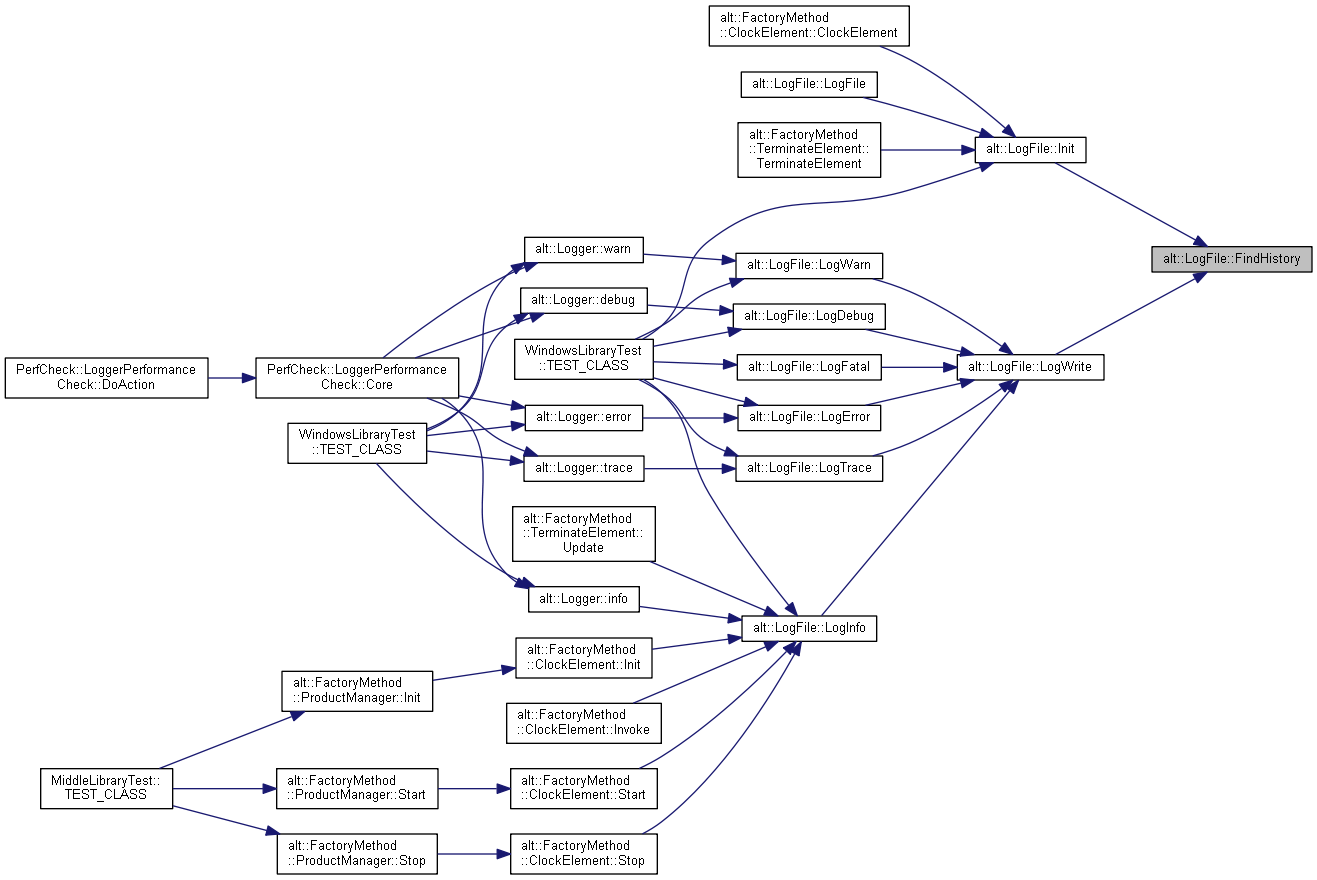 alt::FactoryMethod
::ClockElement::ClockElement
alt::LogFile::LogFile
alt::FactoryMethod
::TerminateElement::
TerminateElement
alt::LogFile::Init
alt::Logger::warn
alt::LogFile::LogWarn
alt::LogFile::FindHistory
alt::Logger::debug
alt::LogFile::LogDebug
WindowsLibraryTest
::TEST_CLASS
alt::LogFile::LogFatal
alt::LogFile::LogWrite
PerfCheck::LoggerPerformance
Check::DoAction
PerfCheck::LoggerPerformance
Check::Core
alt::Logger::error
alt::LogFile::LogError
WindowsLibraryTest
::TEST_CLASS
alt::Logger::trace
alt::LogFile::LogTrace
alt::FactoryMethod
::TerminateElement::
Update
alt::Logger::info
alt::LogFile::LogInfo
alt::FactoryMethod
::ClockElement::Init
alt::FactoryMethod
::ProductManager::Init
alt::FactoryMethod
::ClockElement::Invoke
MiddleLibraryTest::
TEST_CLASS
alt::FactoryMethod
::ProductManager::Start
alt::FactoryMethod
::ClockElement::Start
alt::FactoryMethod
::ProductManager::Stop
alt::FactoryMethod
::ClockElement::Stop